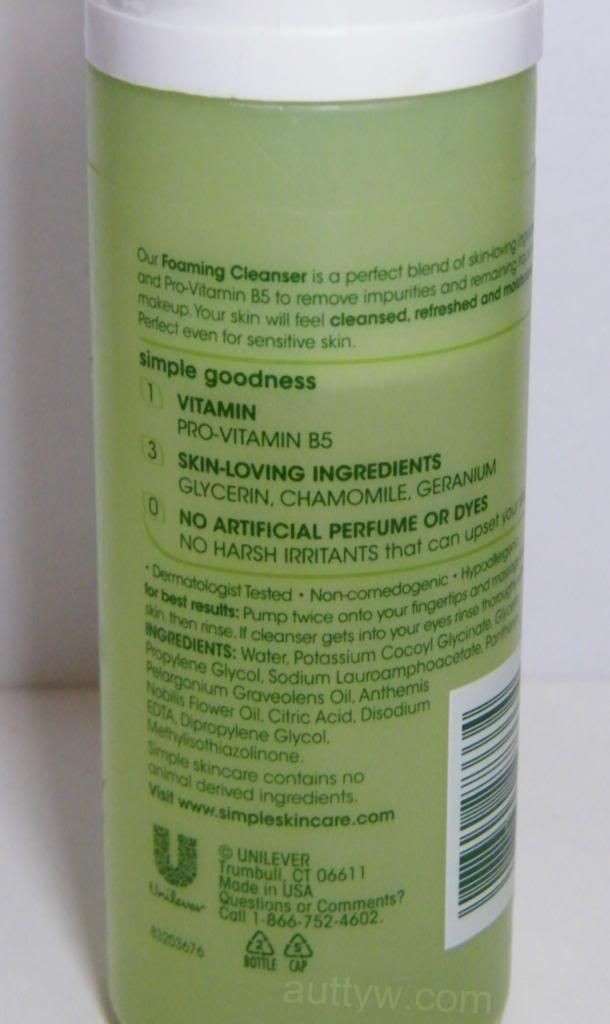 Our Foaming Cleanser is a perfect blend of skin-loving
and Pro-Vitamin B5 to remove impurities and remaining
makeup. Your skin will feel cleansed, refreshed and
Perfect even for sensitive skin.
simple goodness
1 VITAMIN
PRO-VITAMIN B5
3 SKIN-LOVING INGREDIENTS
GLYCERIN, CHAMOMILE, GERANIUM
0 NO ARTIFICIAL PERFUME OR DYES
NO HARSH IRRITANTS that can upset your
• Dermatologist Tested • Non-comedogenic • Hypoallergenic
for best results: Pump twice onto your fingertips and
skin then rinse. If cleanser gets into your eyes rinse
INGREDIENTS: Water, Potassium Cocoyl Glycinate,
Propylene Glycol, Sodium Lauroamphoacetate,
Pelargonium Graveolens Oil, Anthemis
Nobilis Flower Oil, Citric Acid, Disodium
EDTA, Dipropylene Glycol,
Methylisothiazolinone.
Simple skincare contains no
animal derived ingredients.
Visit www.simpleskincare.com
Unilever
© UNILEVER
Trumbull, CT 06611
Made in USA
Questions or Comments?
Call 1-866-752-4602.
83203676
2 5
BOTTLE CAP
auttyw.com